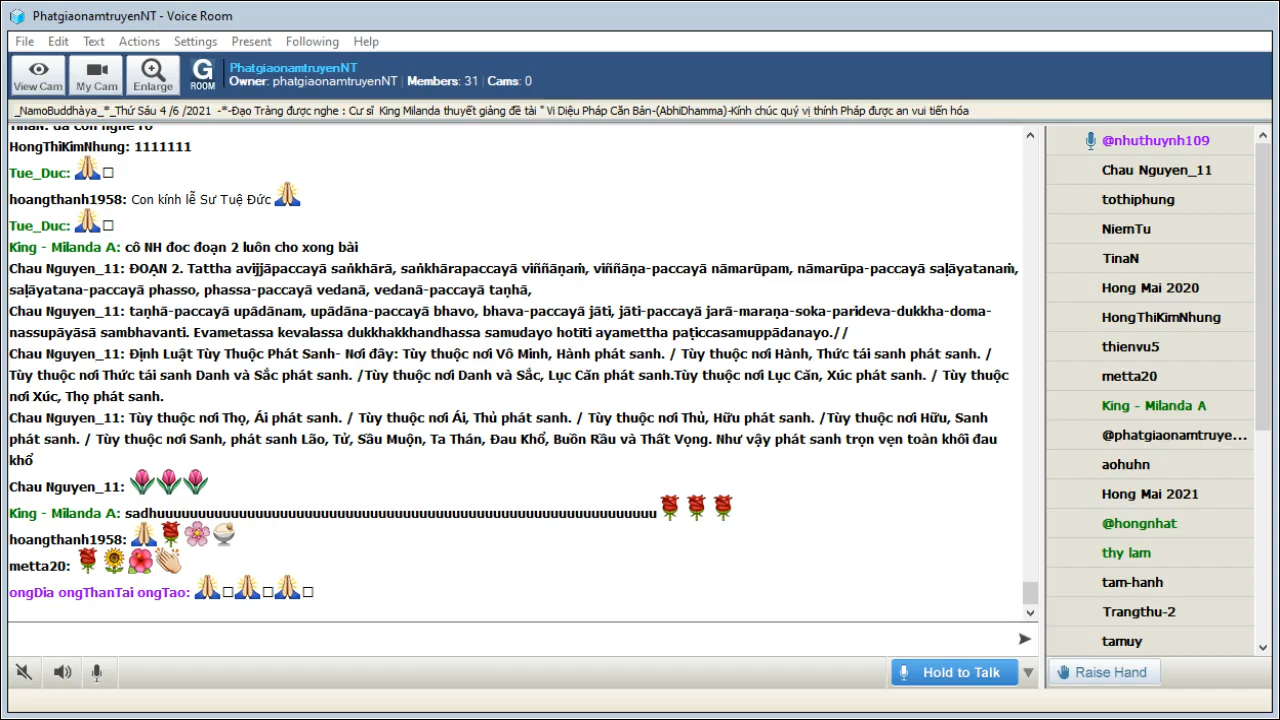 PhatgiaonamtruyenNT - Voice Room
File Edit Text Actions Settings Present Following Help
View Cam My Cam Enlarge G ROOM
PhatgiaonamtruyenNT
Owner: phatgiaonamtruyenNT Members: 31 Cams: 0
_NamoBuddhàya_*_Thứ Sáu 4 /6 /2021 -*-Đạo Tràng được nghe : Cư sĩ King Milanda thuyết giảng đề tài " Vi Diệu Pháp Căn Bản-(AbhiDhamma)-Kính chúc quý vị thính Pháp được an vui tiến hóa
HongThiKimNhung: 1111111
Tue_Duc:
hoangthanh1958: Con kính lễ Sư Tuệ Đức
Tue_Duc:
King - Milanda A: cô NH đoc đoạn 2 luôn cho xong bài
Chau Nguyen_11: ĐOẠN 2. Tattha avijjāpaccayā saṅkhārā, saṅkhārapaccayā viññāṇaṁ, viññāṇa-paccayā nāmarūpam, nāmarūpa-paccayā saḷāyatanaṁ,
saḷāyatana-paccayā phasso, phassa-paccayā vedanā, vedanā-paccayā taṇhā,
Chau Nguyen_11: taṇhā-paccayā upādānam, upādāna-paccayā bhavo, bhava-paccayā jāti, jāti-paccayā jarā-maraṇa-soka-parideva-dukkha-doma-
nassupāyāsā sambhavanti. Evametassa kevalassa dukkhakkhandhassa samudayo hotīti ayamettha paṭiccasamuppādanayo.//
Chau Nguyen_11: Định Luật Tùy Thuộc Phát Sanh- Nơi đây: Tùy thuộc nơi Vô Minh, Hành phát sanh. / Tùy thuộc nơi Hành, Thức tái sanh phát sanh. /
Tùy thuộc nơi Thức tái sanh Danh và Sắc phát sanh. /Tùy thuộc nơi Danh và Sắc, Lục Căn phát sanh.Tùy thuộc nơi Lục Căn, Xúc phát sanh. / Tùy thuộc
nơi Xúc, Thọ phát sanh.
Chau Nguyen_11: Tùy thuộc nơi Thọ, Ái phát sanh. / Tùy thuộc nơi Ái, Thủ phát sanh. / Tùy thuộc nơi Thủ, Hữu phát sanh. /Tùy thuộc nơi Hữu, Sanh
phát sanh. / Tùy thuộc nơi Sanh, phát sanh Lão, Tử, Sầu Muộn, Ta Thán, Đau Khổ, Buồn Rầu và Thất Vọng. Như vậy phát sanh trọn vẹn toàn khối đau
khổ
Chau Nguyen_11:
King - Milanda A: sadhuuuuuuuuuuuuuuuuuuuuuuuuuuuuuuuuuuuuuuuuuuuuuuuuuuuuuuuuuuuuu
hoangthanh1958:
metta20:
ongDia ongThanTai ongTao:
Hold to Talk
@nhuthuynh109
Chau Nguyen_11
tothiphung
NiemTu
TinaN
Hong Mai 2020
HongThiKimNhung
thienvu5
metta20
King - Milanda A
@phatgiaonamtruye...
aohuhn
Hong Mai 2021
@hongnhat
thy lam
tam-hanh
Trangthu-2
tamuy
Raise Hand